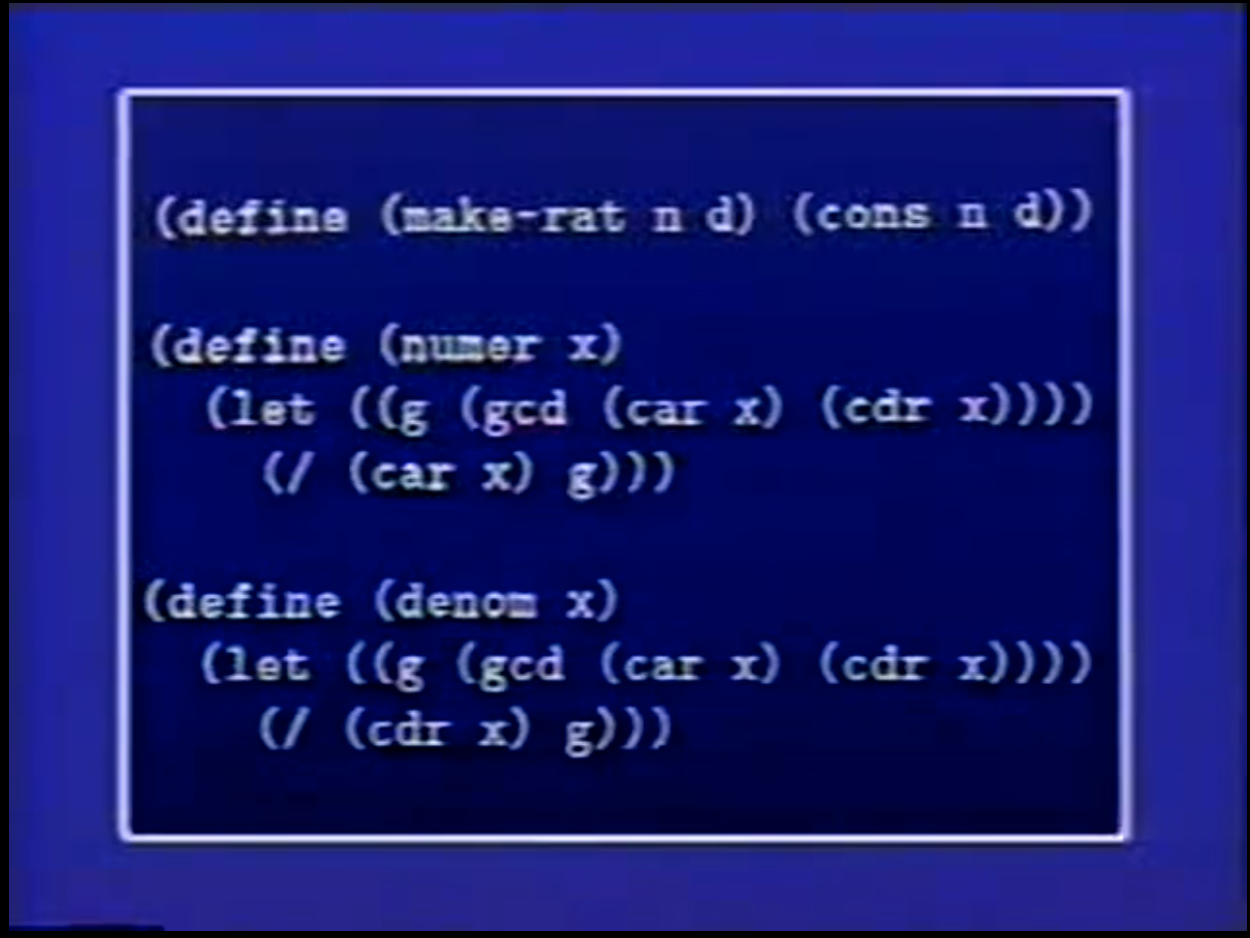 (define (make-rat n d) (cons n d))
(define (numer x)
(let ((g (gcd (car x) (cdr x))))
(/ (car x) g)))
(define (denom x)
(let ((g (gcd (car x) (cdr x))))
(/ (cdr x) g)))